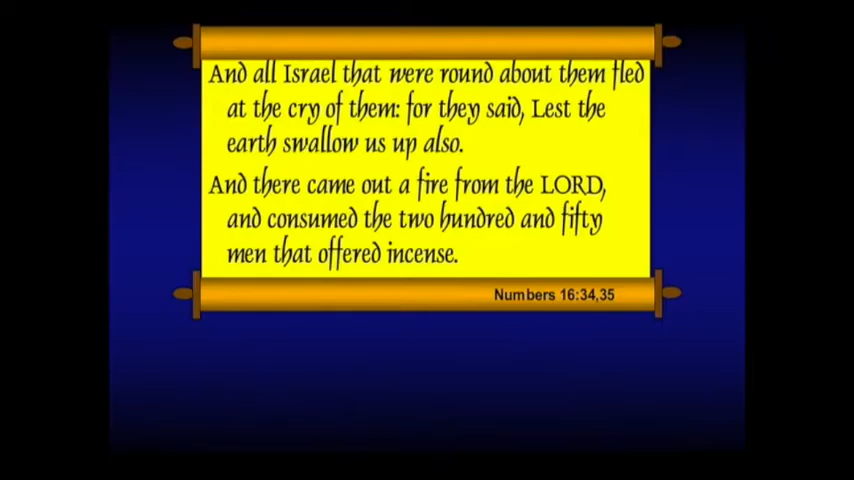 And all Israel that were round about them fled
at the cry of them: for they said, Lest the
earth swallow us up also.
And there came out a fire from the LORD,
and consumed the two hundred and fifty
men that offered incense.
Numbers 16:34,35